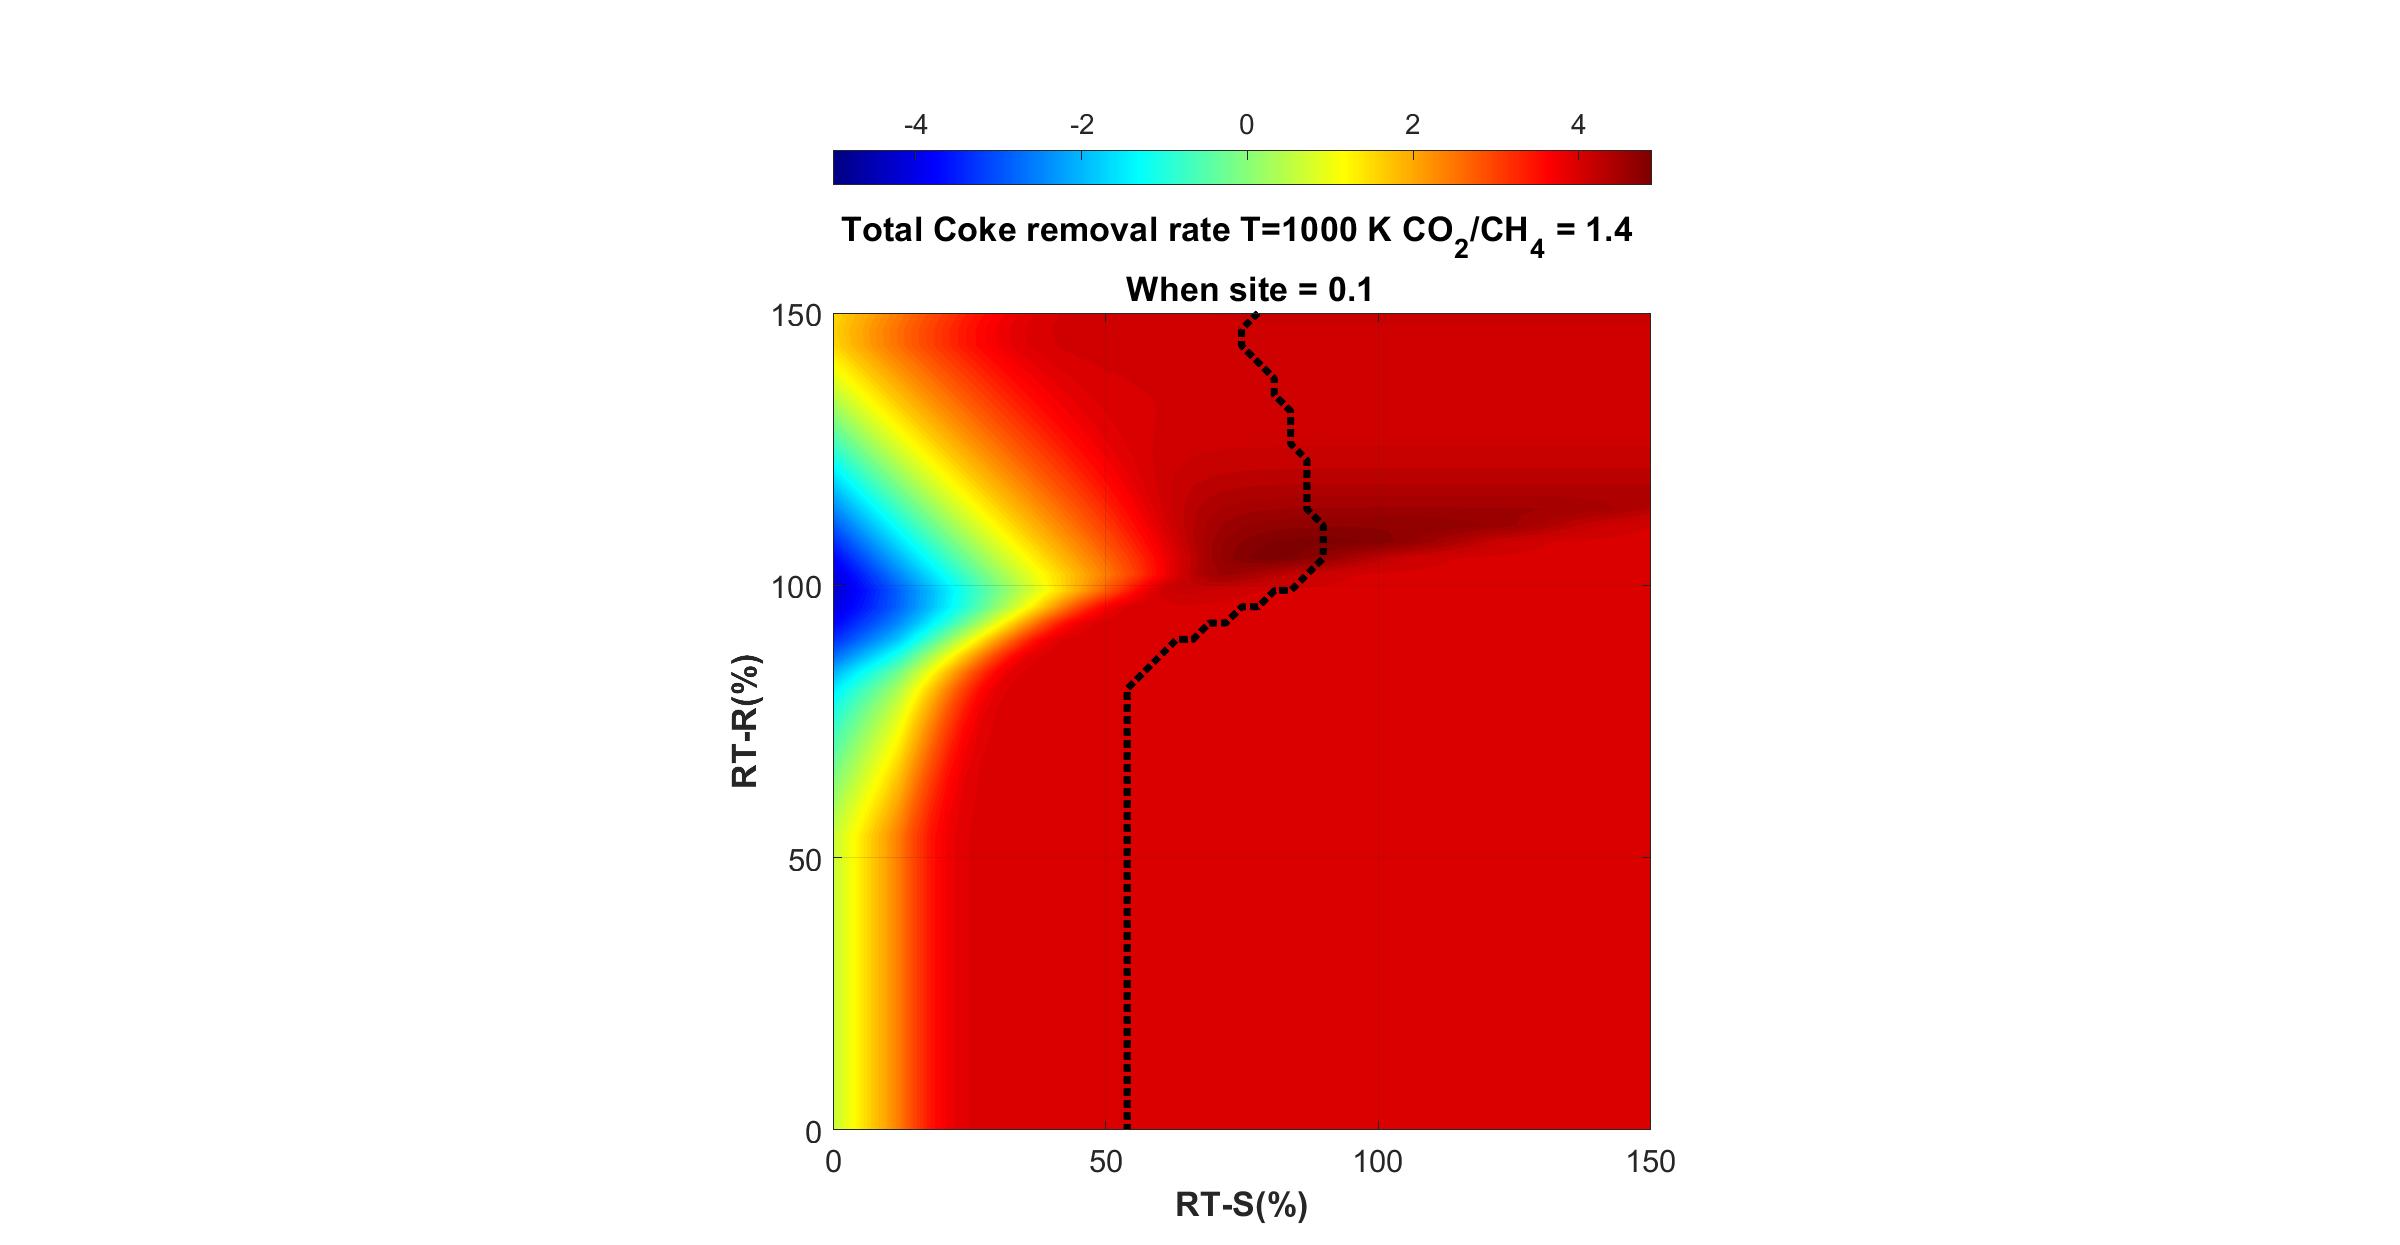 -4 -2 0 2 4
Total Coke removal rate T=1000 K CO₂/CH₄ = 1.4
When site = 0.1
150
100
50
0
RT-R(%)
0 50 100 150
RT-S(%)